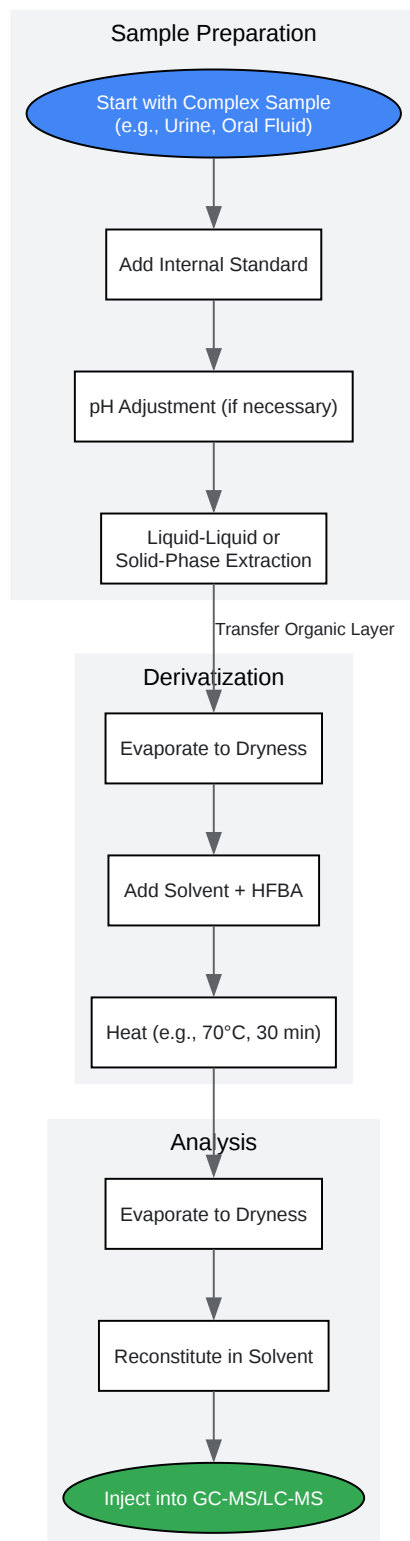 Sample Preparation
Start with Complex Sample
(e.g., Urine, Oral Fluid)
Add Internal Standard
pH Adjustment (if necessary)
Liquid-Liquid or
Solid-Phase Extraction
Transfer Organic Layer
Derivatization
Evaporate to Dryness
Add Solvent + HFBA
Heat (e.g., 70°C, 30 min)
Analysis
Evaporate to Dryness
Reconstitute in Solvent
Inject into GC-MS/LC-MS